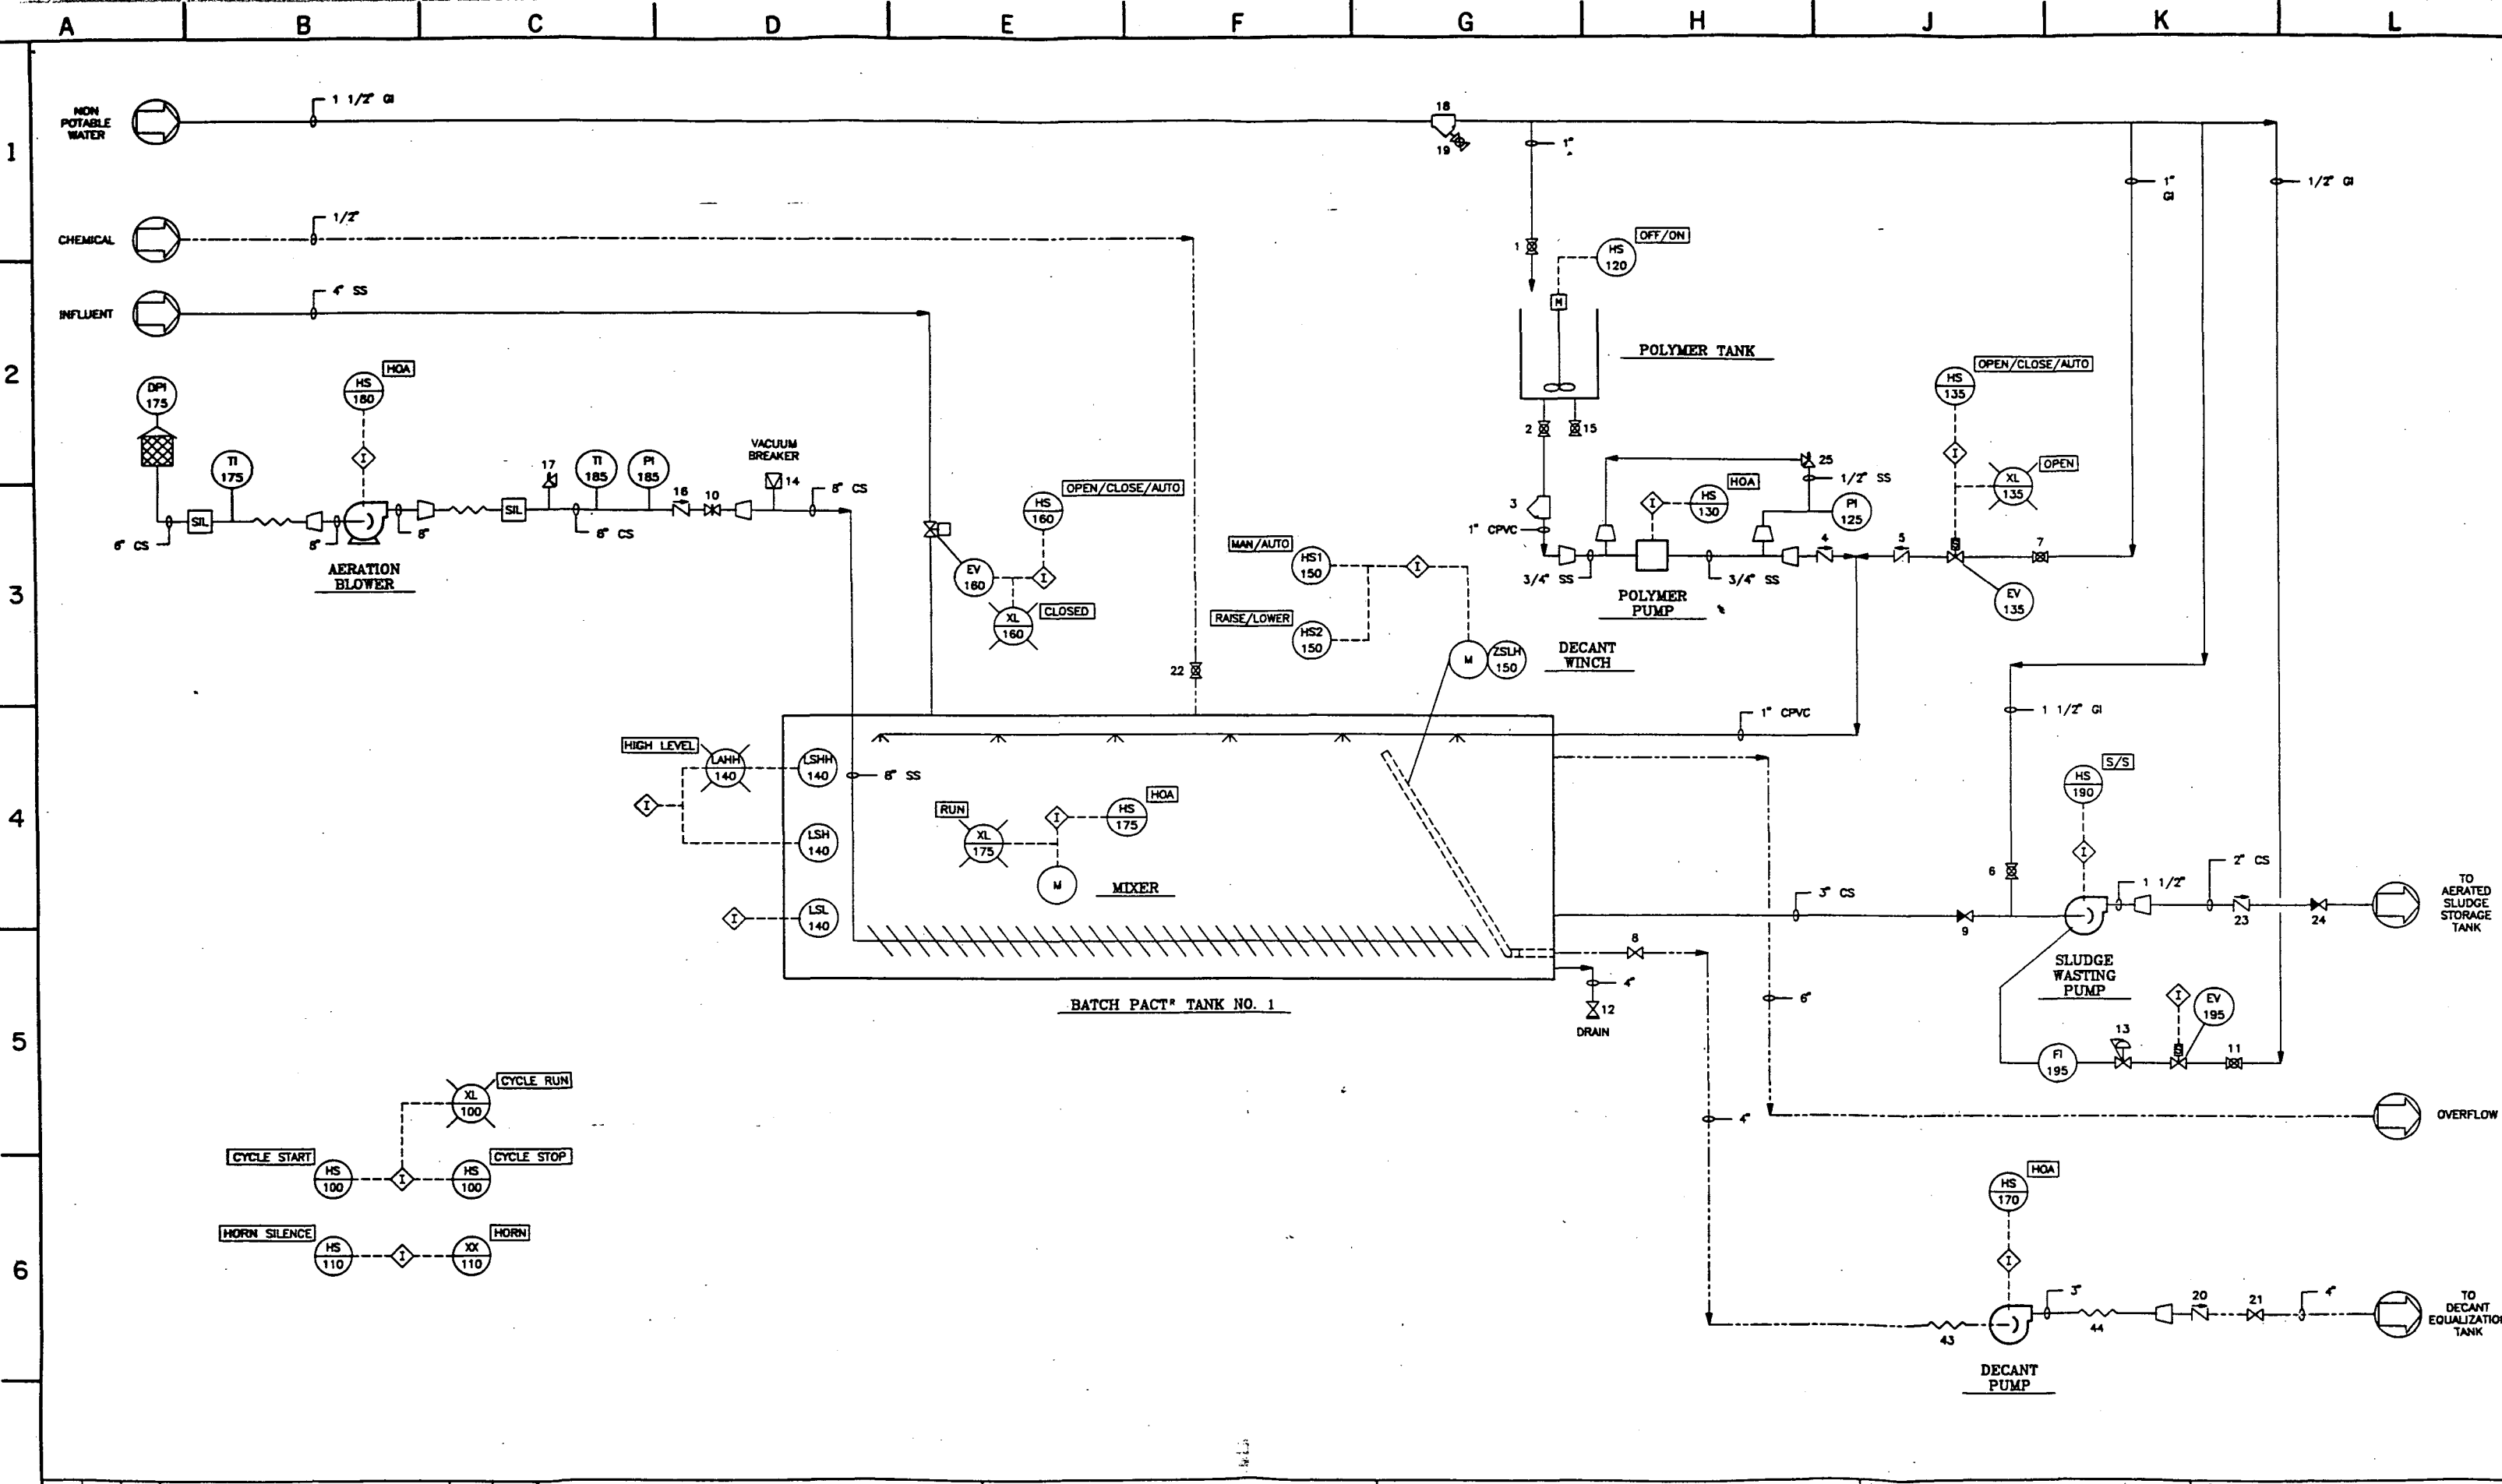 A B C D E F G H J K L
1
2
3
4
5
6
NON
POTABLE
WATER
1 1/2" GI
18
19
1"
1"
GI
1/2" GI
CHEMICAL
1/2"
1
HS
120
OFF/ON
M
INFLUENT
4" SS
POLYMER TANK
DPI
175
HS
180
HOA
TI
175
SIL
6" CS
8"
8"
AERATION
BLOWER
SIL
17
TI
185
PI
185
8" CS
16
10
VACUUM
BREAKER
14
8" CS
HS
160
OPEN/CLOSE/AUTO
EV
160
XL
160
CLOSED
I
I
22
2
15
3
1" CPVC
3/4" SS
25
1/2" SS
PI
125
I
HS
130
HOA
3/4" SS
POLYMER
PUMP
4
5
7
HS
135
OPEN/CLOSE/AUTO
I
XL
135
OPEN
S
EV
135
MAN/AUTO
HS1
150
I
RAISE/LOWER
HS2
150
M
ZSLH
150
DECANT
WINCH
1" CPVC
1 1/2" GI
HIGH LEVEL
LAHH
140
LSHH
140
I
LSH
140
I
LSL
140
8" SS
RUN
XL
175
I
HS
175
HOA
M
MIXER
BATCH PACTᴿ TANK NO. 1
3" CS
9
6
HS
190
S/S
I
1 1/2"
2" CS
23
24
TO
AERATED
SLUDGE
STORAGE
TANK
SLUDGE
WASTING
PUMP
8
4"
12
DRAIN
6"
4"
I
EV
195
S
13
11
FI
195
OVERFLOW
CYCLE RUN
XL
100
CYCLE START
HS
100
I
HS
100
CYCLE STOP
HORN SILENCE
HS
110
I
XX
110
HORN
HS
170
HOA
I
43
3"
44
20
21
4"
TO
DECANT
EQUALIZATION
TANK
DECANT
PUMP